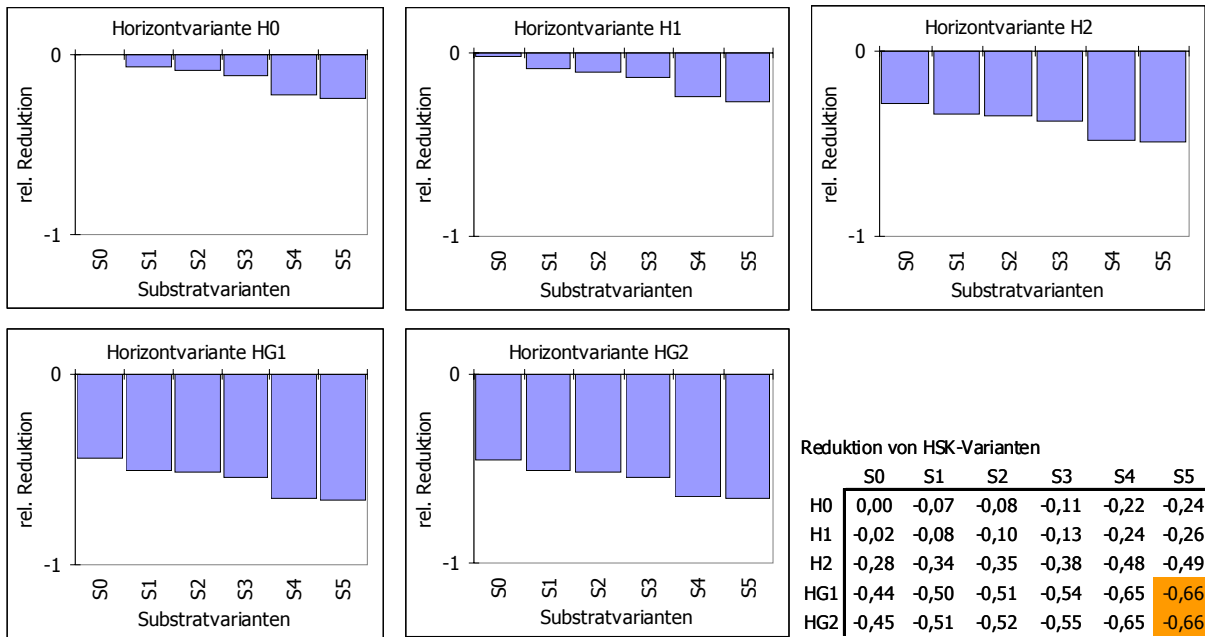 Horizontvariante H0
0
-1
rel. Reduktion
S0 S1 S2 S3 S4 S5
Substratvarianten
Horizontvariante H1
0
-1
rel. Reduktion
S0 S1 S2 S3 S4 S5
Substratvarianten
Horizontvariante H2
0
-1
rel. Reduktion
S0 S1 S2 S3 S4 S5
Substratvarianten
Horizontvariante HG1
0
-1
rel. Reduktion
S0 S1 S2 S3 S4 S5
Substratvarianten
Horizontvariante HG2
0
-1
rel. Reduktion
S0 S1 S2 S3 S4 S5
Substratvarianten
Reduktion von HSK-Varianten
S0 S1 S2 S3 S4 S5
H0 0,00 -0,07 -0,08 -0,11 -0,22 -0,24
H1 -0,02 -0,08 -0,10 -0,13 -0,24 -0,26
H2 -0,28 -0,34 -0,35 -0,38 -0,48 -0,49
HG1 -0,44 -0,50 -0,51 -0,54 -0,65 -0,66
HG2 -0,45 -0,51 -0,52 -0,55 -0,65 -0,66